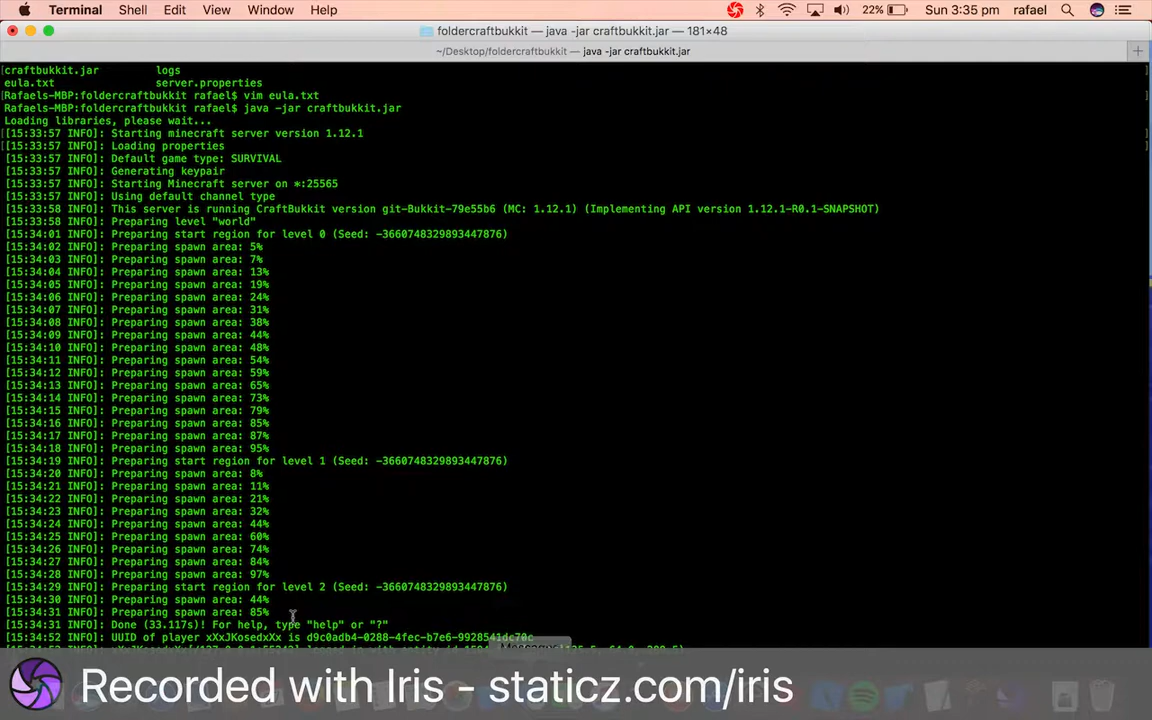 Terminal Shell Edit View Window Help 22% Sun 3:35 pm rafael
foldercraftbukkit — java -jar craftbukkit.jar — 181×48
~/Desktop/foldercraftbukkit — java -jar craftbukkit.jar
[craftbukkit.jar logs ]
eula.txt server.properties
[Rafaels-MBP:foldercraftbukkit rafael$ vim eula.txt ]
Rafaels-MBP:foldercraftbukkit rafael$ java -jar craftbukkit.jar
Loading libraries, please wait...
[[15:33:57 INFO]: Starting minecraft server version 1.12.1 ]
[[15:33:57 INFO]: Loading properties ]
[15:33:57 INFO]: Default game type: SURVIVAL
[15:33:57 INFO]: Generating keypair
[15:33:57 INFO]: Starting Minecraft server on *:25565
[15:33:57 INFO]: Using default channel type
[15:33:58 INFO]: This server is running CraftBukkit version git-Bukkit-79e55b6 (MC: 1.12.1) (Implementing API version 1.12.1-R0.1-SNAPSHOT)
[15:33:58 INFO]: Preparing level "world"
[15:34:01 INFO]: Preparing start region for level 0 (Seed: -3660748329893447876)
[15:34:02 INFO]: Preparing spawn area: 5%
[15:34:03 INFO]: Preparing spawn area: 7%
[15:34:04 INFO]: Preparing spawn area: 13%
[15:34:05 INFO]: Preparing spawn area: 19%
[15:34:06 INFO]: Preparing spawn area: 24%
[15:34:07 INFO]: Preparing spawn area: 31%
[15:34:08 INFO]: Preparing spawn area: 38%
[15:34:09 INFO]: Preparing spawn area: 44%
[15:34:10 INFO]: Preparing spawn area: 48%
[15:34:11 INFO]: Preparing spawn area: 54%
[15:34:12 INFO]: Preparing spawn area: 59%
[15:34:13 INFO]: Preparing spawn area: 65%
[15:34:14 INFO]: Preparing spawn area: 73%
[15:34:15 INFO]: Preparing spawn area: 79%
[15:34:16 INFO]: Preparing spawn area: 85%
[15:34:17 INFO]: Preparing spawn area: 87%
[15:34:18 INFO]: Preparing spawn area: 95%
[15:34:19 INFO]: Preparing start region for level 1 (Seed: -3660748329893447876)
[15:34:20 INFO]: Preparing spawn area: 8%
[15:34:21 INFO]: Preparing spawn area: 11%
[15:34:22 INFO]: Preparing spawn area: 21%
[15:34:23 INFO]: Preparing spawn area: 32%
[15:34:24 INFO]: Preparing spawn area: 44%
[15:34:25 INFO]: Preparing spawn area: 60%
[15:34:26 INFO]: Preparing spawn area: 74%
[15:34:27 INFO]: Preparing spawn area: 84%
[15:34:28 INFO]: Preparing spawn area: 97%
[15:34:29 INFO]: Preparing start region for level 2 (Seed: -3660748329893447876)
[15:34:30 INFO]: Preparing spawn area: 44%
[15:34:31 INFO]: Preparing spawn area: 85%
[15:34:31 INFO]: Done (33.117s)! For help, type "help" or "?"
[15:34:52 INFO]: UUID of player xXxJKosedxXx is d9c0adb4-0288-4fec-b7e6-9928541dc70c
Recorded with Iris - staticz.com/iris